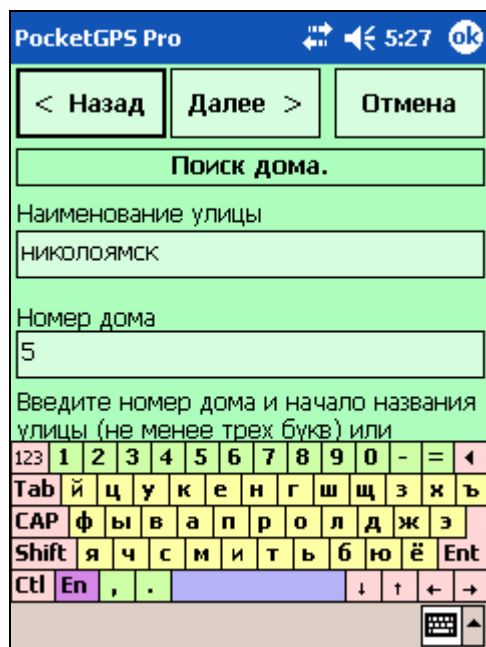 PocketGPS Pro 5:27 ok
< Назад Далее > Отмена
Поиск дома.
Наименование улицы
николоямск
Номер дома
5
Введите номер дома и начало названия
улицы (не менее трех букв) или
123 1 2 3 4 5 6 7 8 9 0 - =
Tab й ц у к е н г ш щ з х ъ
CAP ф ы в а п р о л д ж э
Shift я ч с м и т ь б ю ё Ent
Ctl En , . ↓ ↑ ← →